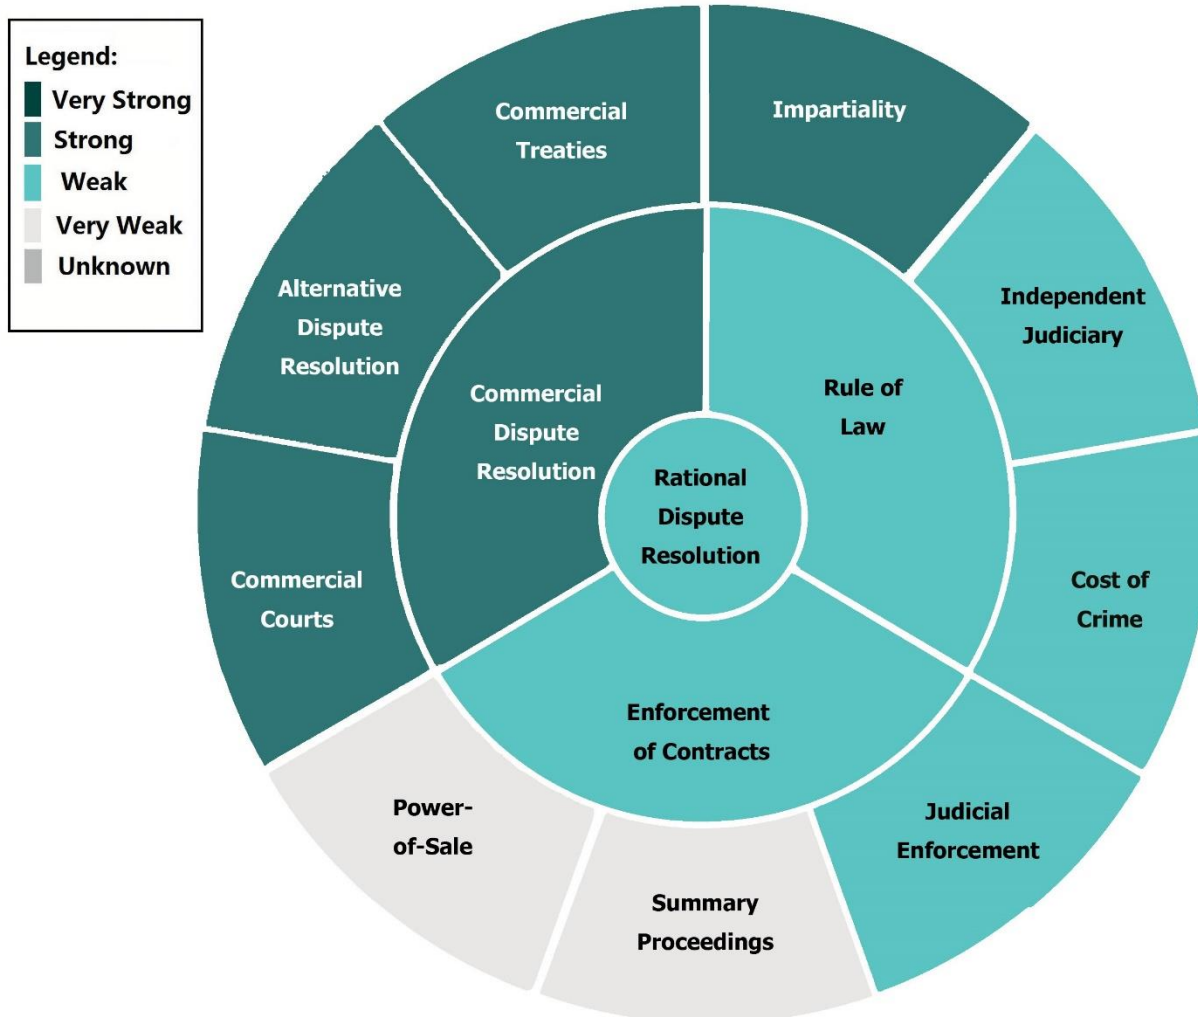 Legend:
Very Strong
Strong
Weak
Very Weak
Unknown
Commercial
Treaties
Impartiality
Alternative
Dispute
Resolution
Independent
Judiciary
Commercial
Dispute
Resolution
Rule of
Law
Rational
Dispute
Resolution
Commercial
Courts
Cost of
Crime
Enforcement
of Contracts
Power-
of-Sale
Judicial
Enforcement
Summary
Proceedings